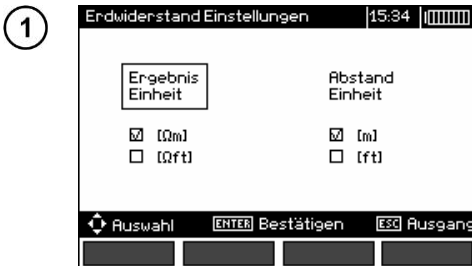 1
Erdwiderstand Einstellungen 15:34
Ergebnis Abstand
Einheit Einheit
[Ωm] [m]
[Ωft] [ft]
Auswahl ENTER Bestätigen ESC Ausgang